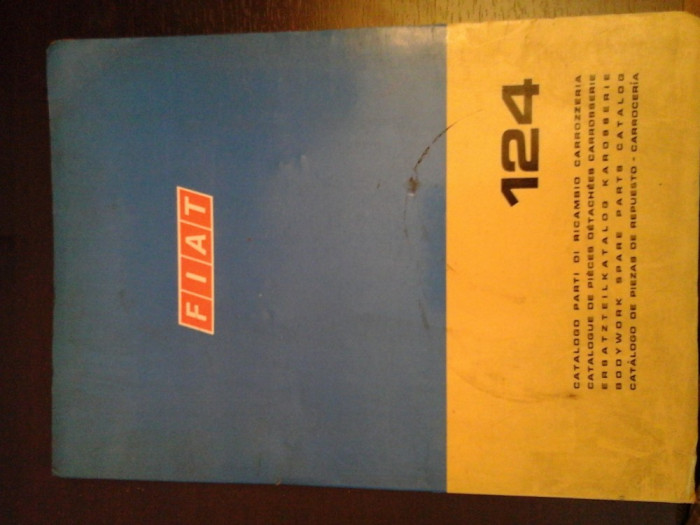 FIAT
124
CATALOGO PARTI DI RICAMBIO CARROZZERIA
CATALOGUE DE PIÈCES DÉTACHÉES CARROSSERIE
ERSATZTEILKATALOG KAROSSERIE
BODYWORK SPARE PARTS CATALOG
CATÁLOGO DE PIEZAS DE REPUESTO - CARROCERÍA